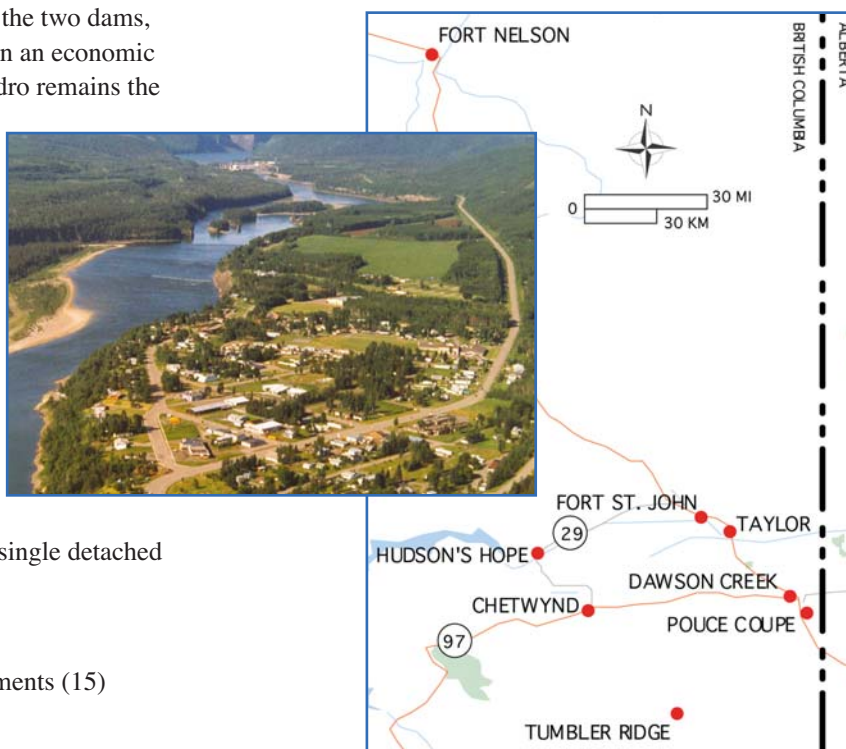 the two dams,
n an economic
dro remains the
single detached
ments (15)
FORT NELSON
BRITISH COLUMBIA
ALBERTA
N
0
30 MI
30 KM
FORT ST. JOHN
TAYLOR
29
HUDSON'S HOPE
DAWSON CREEK
CHETWYND
POUCE COUPE
97
TUMBLER RIDGE